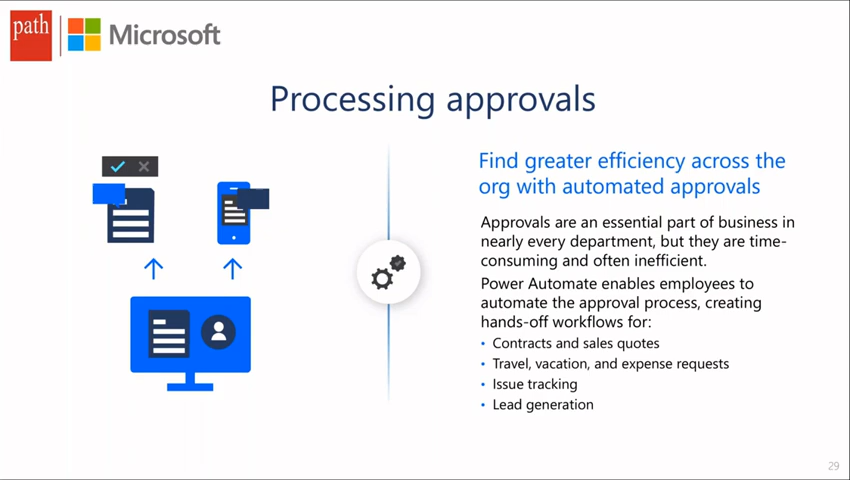 path
Microsoft
Processing approvals
Find greater efficiency across the
org with automated approvals
Approvals are an essential part of business in
nearly every department, but they are time-
consuming and often inefficient.
Power Automate enables employees to
automate the approval process, creating
hands-off workflows for:
• Contracts and sales quotes
• Travel, vacation, and expense requests
• Issue tracking
• Lead generation
29